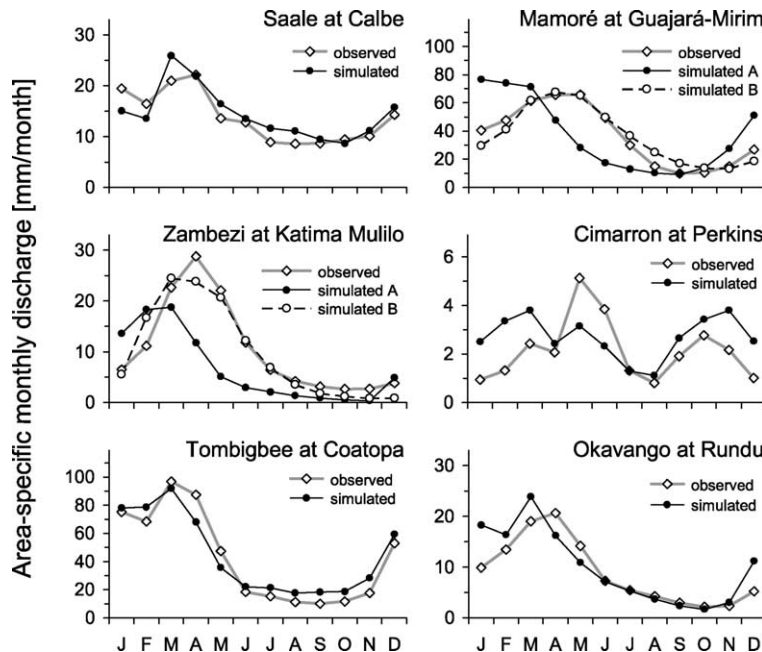 Area-specific monthly discharge [mm/month]
Saale at Calbe
observed
simulated
30
20
10
0
Mamoré at Guajará-Mirim
observed
simulated A
simulated B
100
80
60
40
20
0
Zambezi at Katima Mulilo
observed
simulated A
simulated B
30
20
10
0
Cimarron at Perkins
observed
simulated
6
4
2
0
Tombigbee at Coatopa
observed
simulated
100
80
60
40
20
0
J F M A M J J A S O N D
Okavango at Rundu
observed
simulated
30
20
10
0
J F M A M J J A S O N D